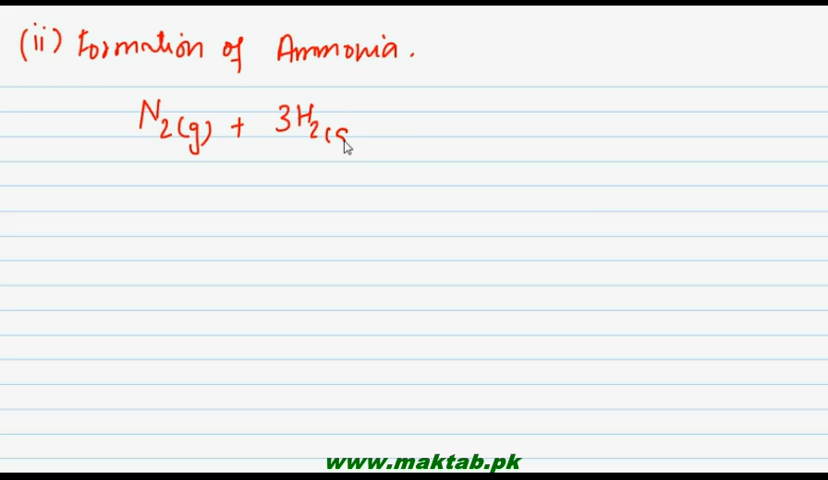 (ii) Formation of Ammonia.
N₂(g) + 3H₂(g
www.maktab.pk